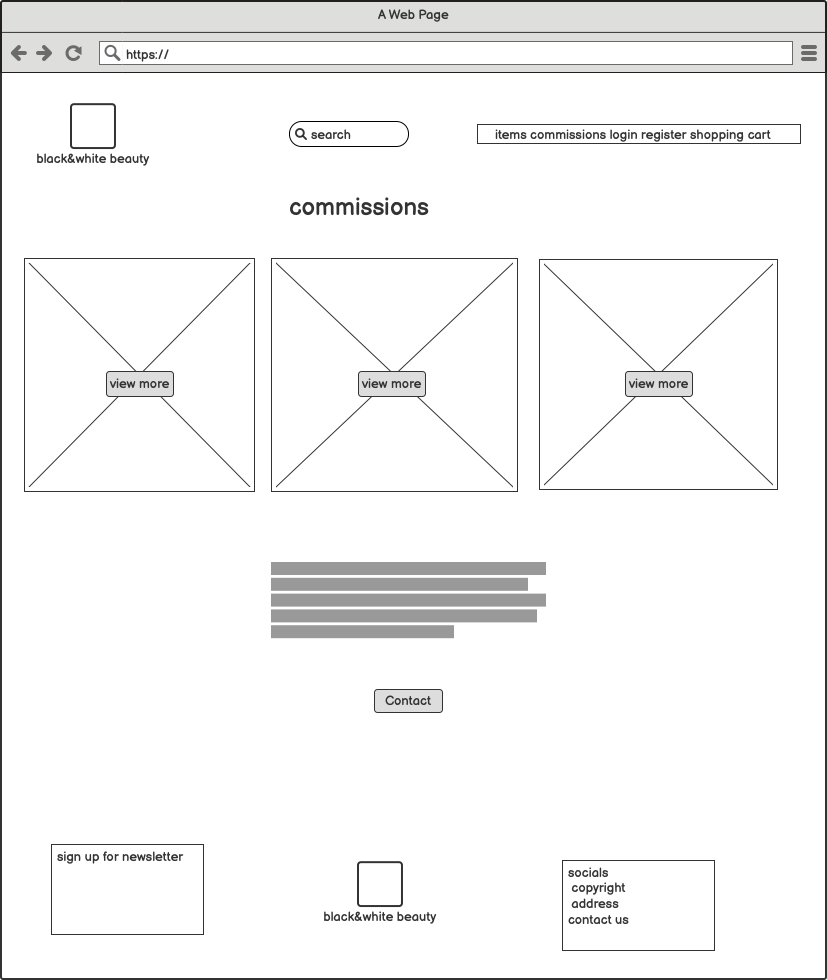 A Web Page
https://
search
items commissions login register shopping cart
black&white beauty
commissions
view more
view more
view more
Contact
sign up for newsletter
black&white beauty
socials
copyright
address
contact us